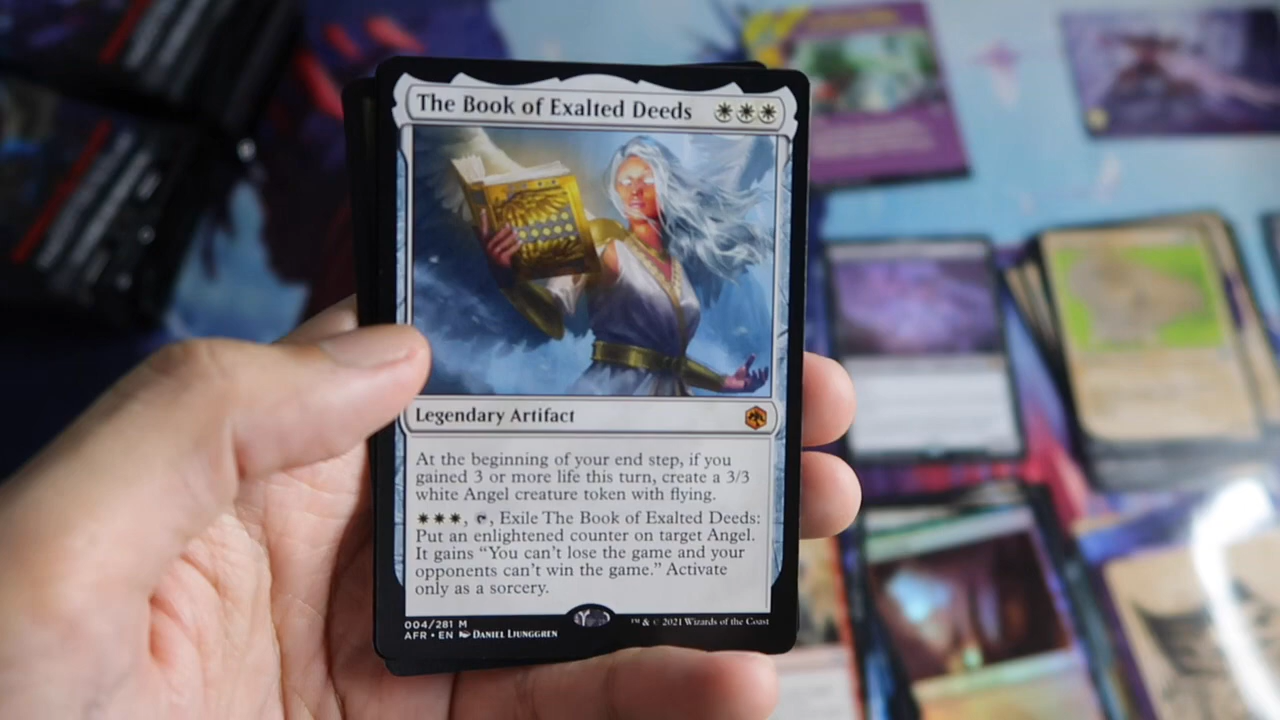 The Book of Exalted Deeds
Legendary Artifact
At the beginning of your end step, if you
gained 3 or more life this turn, create a 3/3
white Angel creature token with flying.
, , Exile The Book of Exalted Deeds:
Put an enlightened counter on target Angel.
It gains “You can’t lose the game and your
opponents can’t win the game.” Activate
only as a sorcery.
004/281 M
AFR • EN DANIEL LJUNGGREN
™ & © 2021 Wizards of the Coast